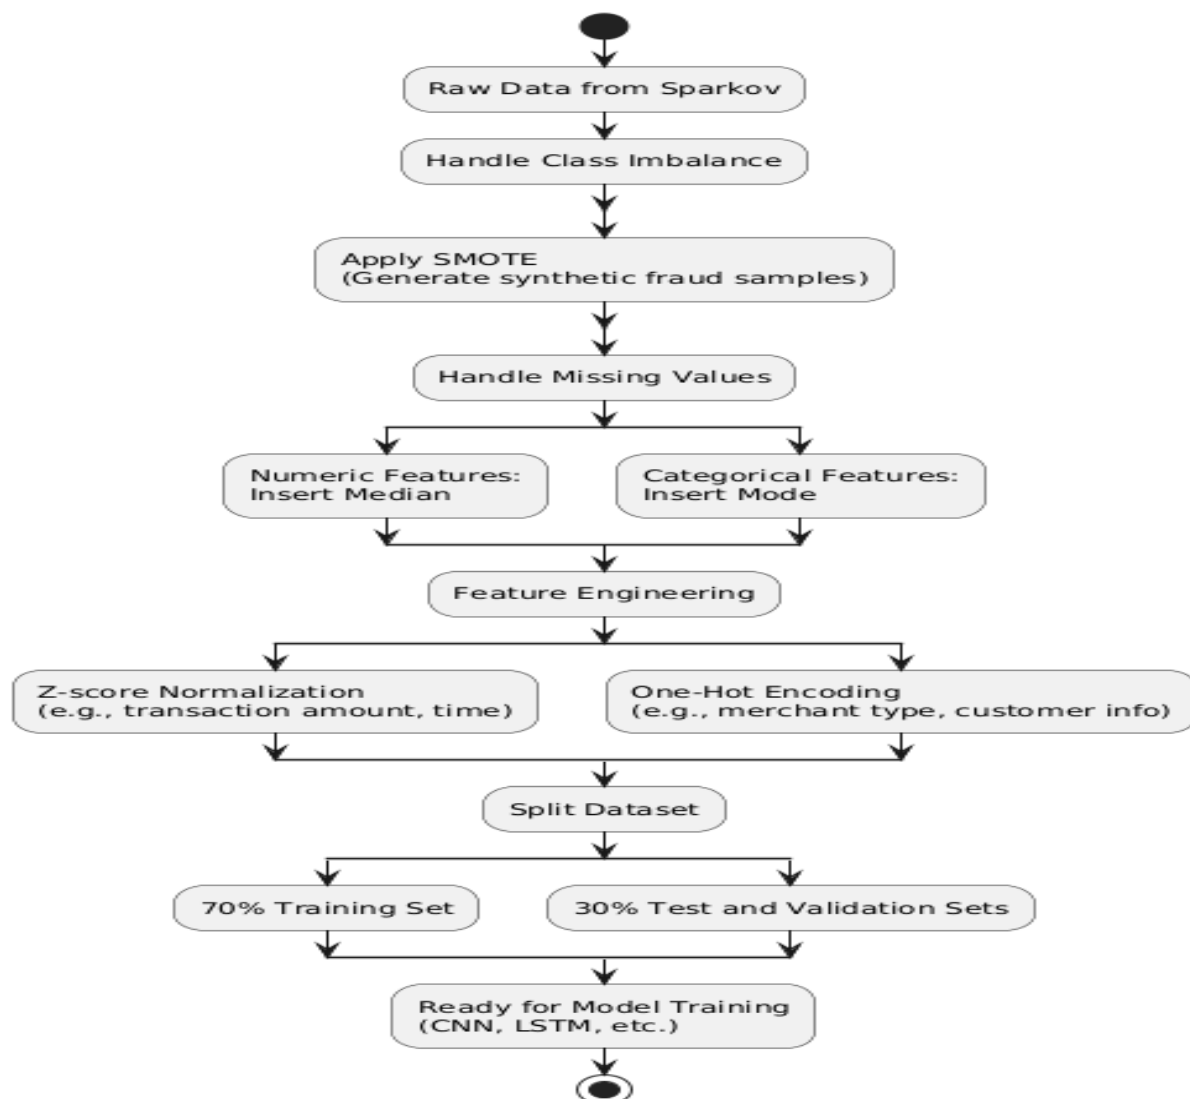 Raw Data from Sparkov
Handle Class Imbalance
Apply SMOTE
(Generate synthetic fraud samples)
Handle Missing Values
Numeric Features:
Insert Median
Categorical Features:
Insert Mode
Feature Engineering
Z-score Normalization
(e.g., transaction amount, time)
One-Hot Encoding
(e.g., merchant type, customer info)
Split Dataset
70% Training Set
30% Test and Validation Sets
Ready for Model Training
(CNN, LSTM, etc.)